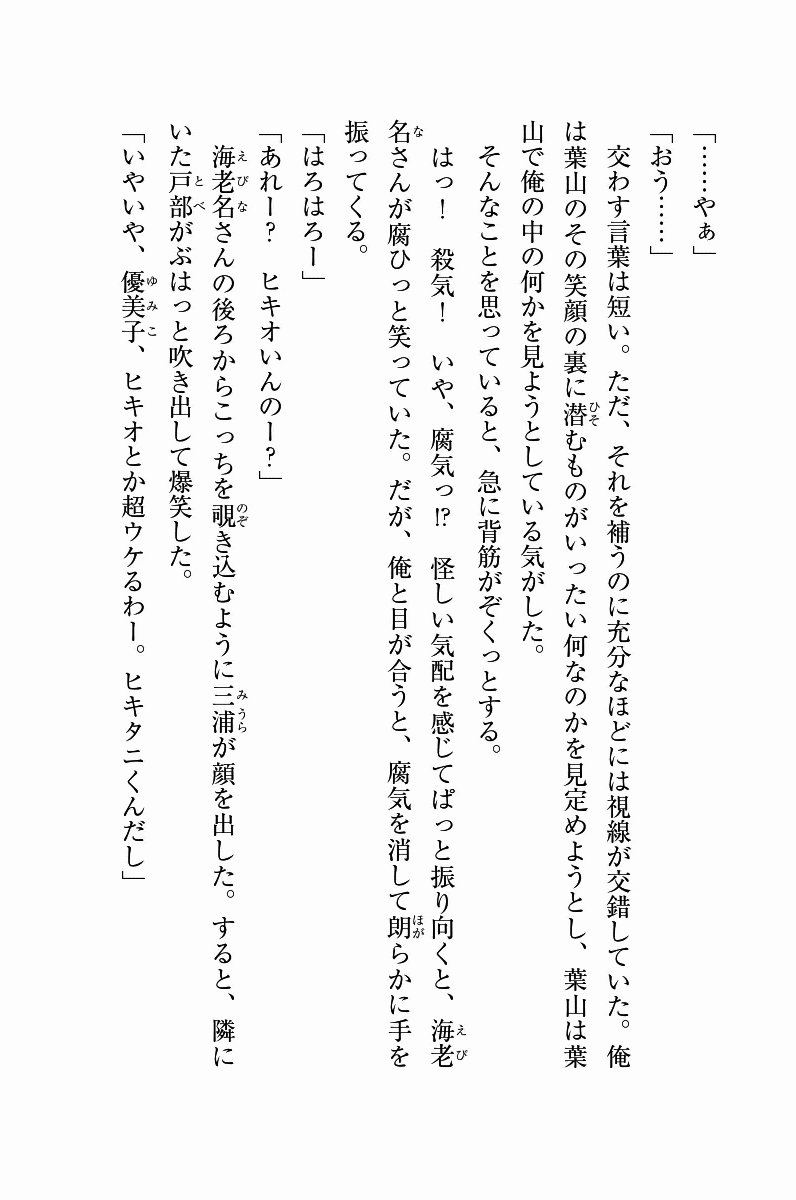 「……やぁ」
「おう……」
　交わす言葉は短い。ただ、それを補うのに充分なほどには視線が交錯していた。俺
は葉山のその笑顔の裏に潜むものがいったい何なのかを見定めようとし、葉山は葉
山で俺の中の何かを見ようとしている気がした。
　そんなことを思っていると、急に背筋がぞくっとする。
　はっ！　殺気！　いや、腐気っ!?　怪しい気配を感じてぱっと振り向くと、海老
名さんが腐ひっと笑っていた。だが、俺と目が合うと、腐気を消して朗らかに手を
振ってくる。
「はろはろー」
「あれー？　ヒキオいんのー？」
　海老名さんの後ろからこっちを覗き込むように三浦が顔を出した。すると、隣に
いた戸部がぶはっと吹き出して爆笑した。
「いやいや、優美子、ヒキオとか超ウケるわー。ヒキタニくんだし」